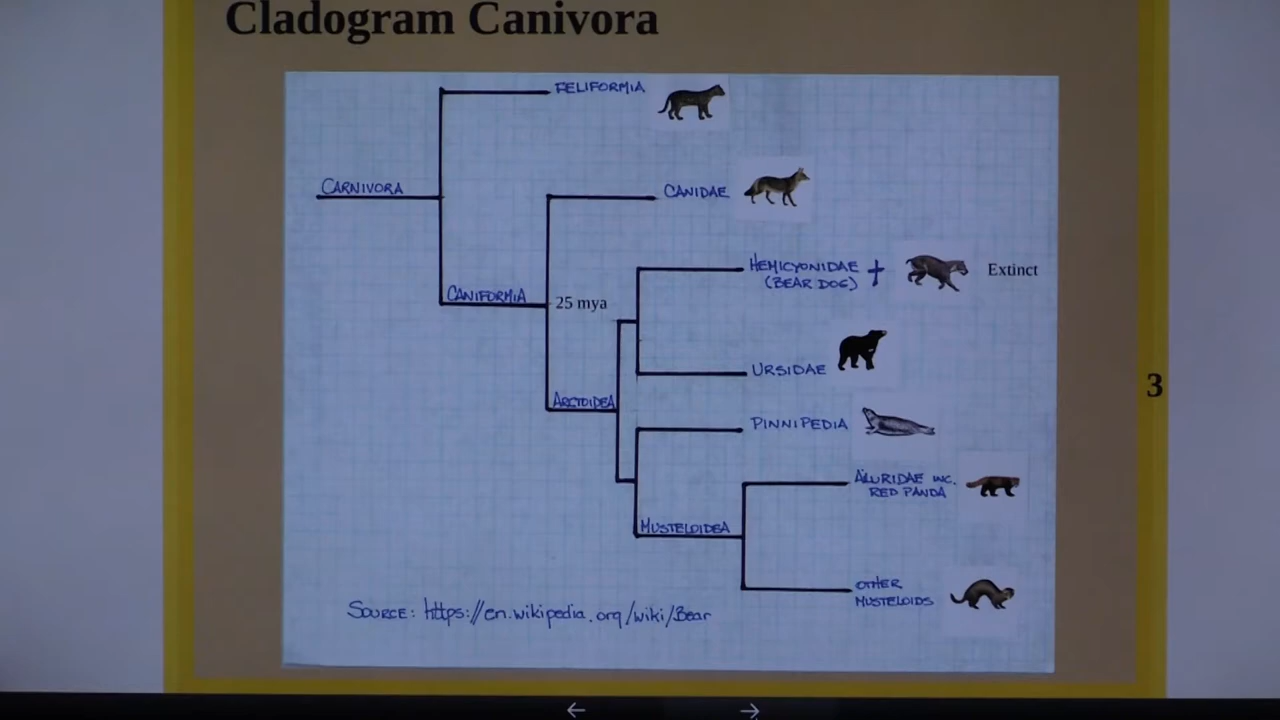 Cladogram Canivora
FELIFORMIA
CARNIVORA
CANIDAE
HEMICYONIDAE †
(BEAR DOG)
Extinct
CANIFORMIA
25 mya
URSIDAE
3
ARCTOIDEA
PINNIPEDIA
ÄLURIDAE INC.
RED PANDA
MUSTELOIDEA
OTHER
MUSTELOIDS
SOURCE: https://en.wikipedia.org/wiki/Bear